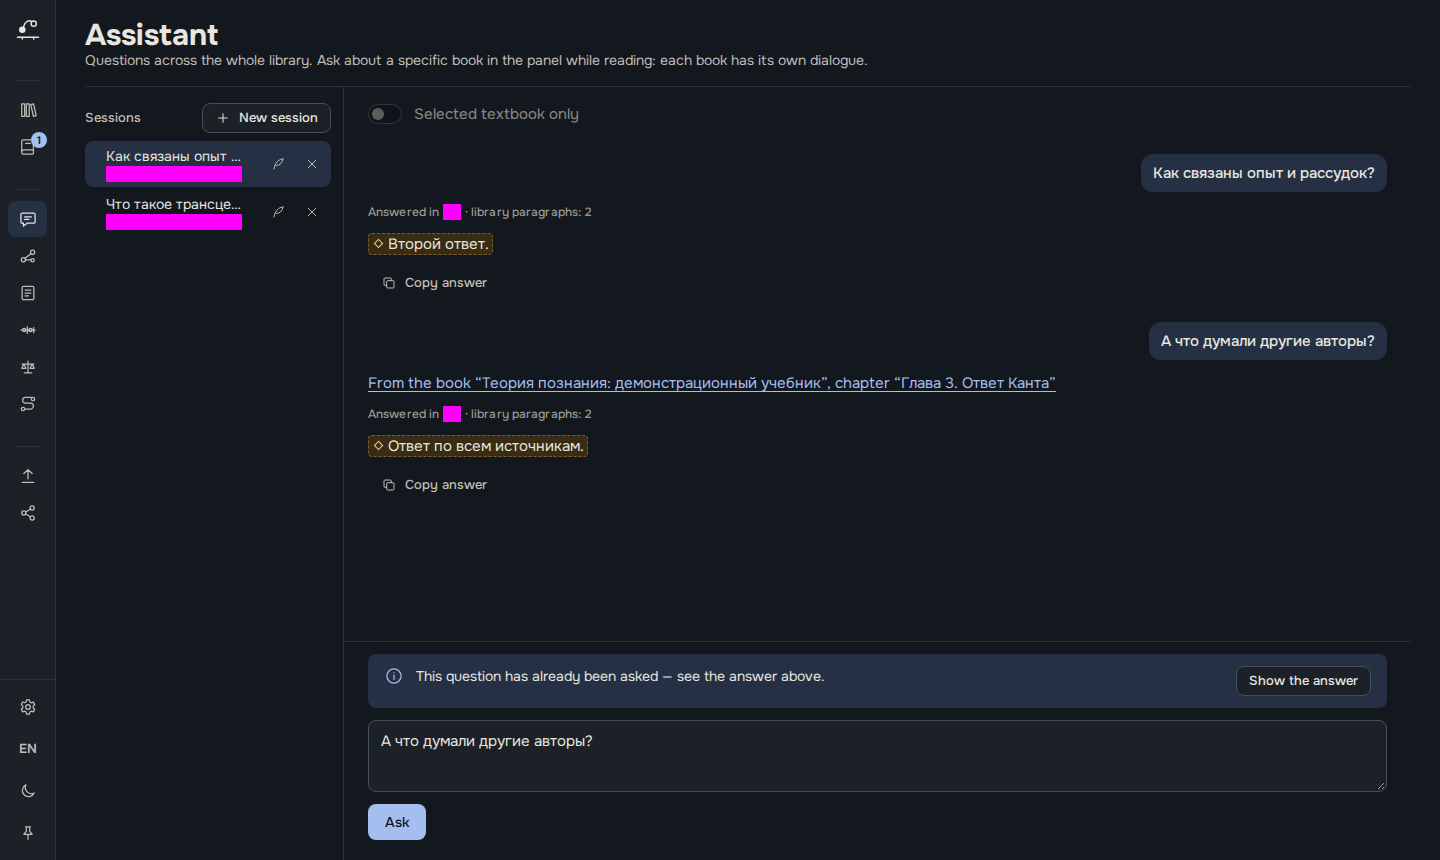 Assistant
Questions across the whole library. Ask about a specific book in the panel while reading: each book has its own dialogue.
1
Sessions
New session
Как связаны опыт ...
Что такое трансце...
Selected textbook only
Как связаны опыт и рассудок?
Answered in · library paragraphs: 2
Второй ответ.
Copy answer
А что думали другие авторы?
From the book “Теория познания: демонстрационный учебник”, chapter “Глава 3. Ответ Канта”
Answered in · library paragraphs: 2
Ответ по всем источникам.
Copy answer
This question has already been asked — see the answer above.
Show the answer
А что думали другие авторы?
Ask
EN